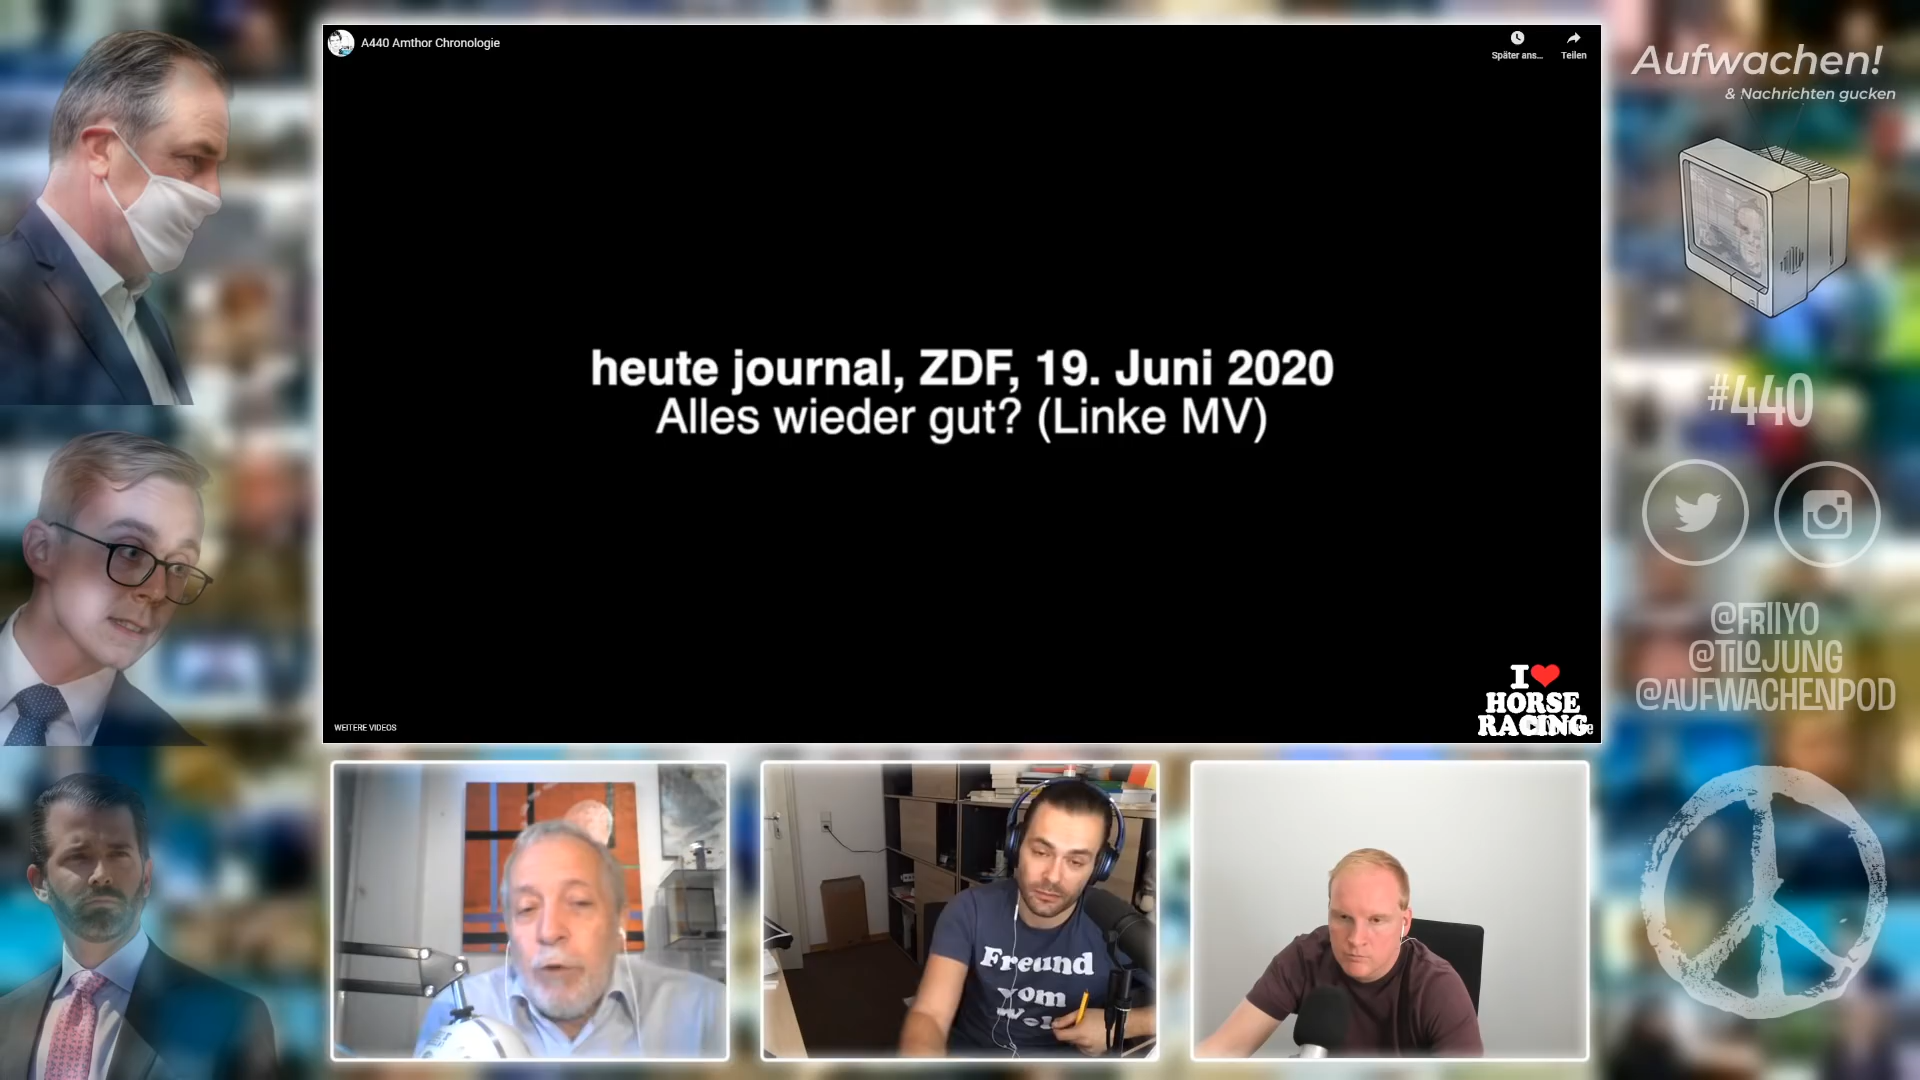 A440 Amthor Chronologie
Später ans...
Teilen
heute journal, ZDF, 19. Juni 2020
Alles wieder gut? (Linke MV)
WEITERE VIDEOS
I
HORSE
RACING
Aufwachen!
& Nachrichten gucken
#440
@FRIIYO
@TILOJUNG
@AUFWACHENPOD
Freund
vom